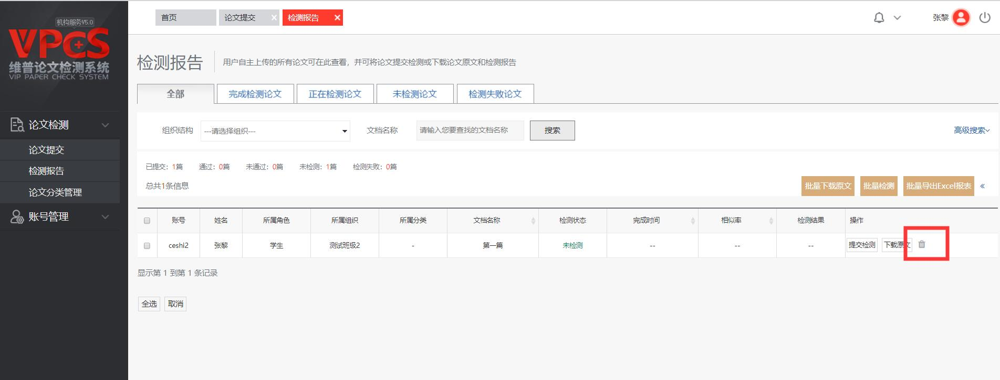 机构服务V5.0
VPCS
维普论文检测系统
VIP PAPER CHECK SYSTEM
首页 论文提交 检测报告
张黎
论文检测
论文提交
检测报告
论文分类管理
账号管理
检测报告 用户自主上传的所有论文可在此查看，并可将论文提交检测或下载论文原文和检测报告
全部 完成检测论文 正在检测论文 未检测论文 检测失败论文
组织结构 ---请选择组织--- 文档名称 请输入您要查找的文档名称 搜索 高级搜索
已提交：1篇 通过：0篇 未通过：0篇 未检测：1篇 检测失败：0篇
总共1条信息 批量下载原文 批量检测 批量导出Excel报表 «
账号 姓名 所属角色 所属组织 所属分类 文档名称 检测状态 完成时间 相似率 检测结果 操作
ceshi2 张黎 学生 测试班级2 - 第一篇 未检测 -- -- -- 提交检测 下载原文
显示第 1 到第 1 条记录
全选 取消